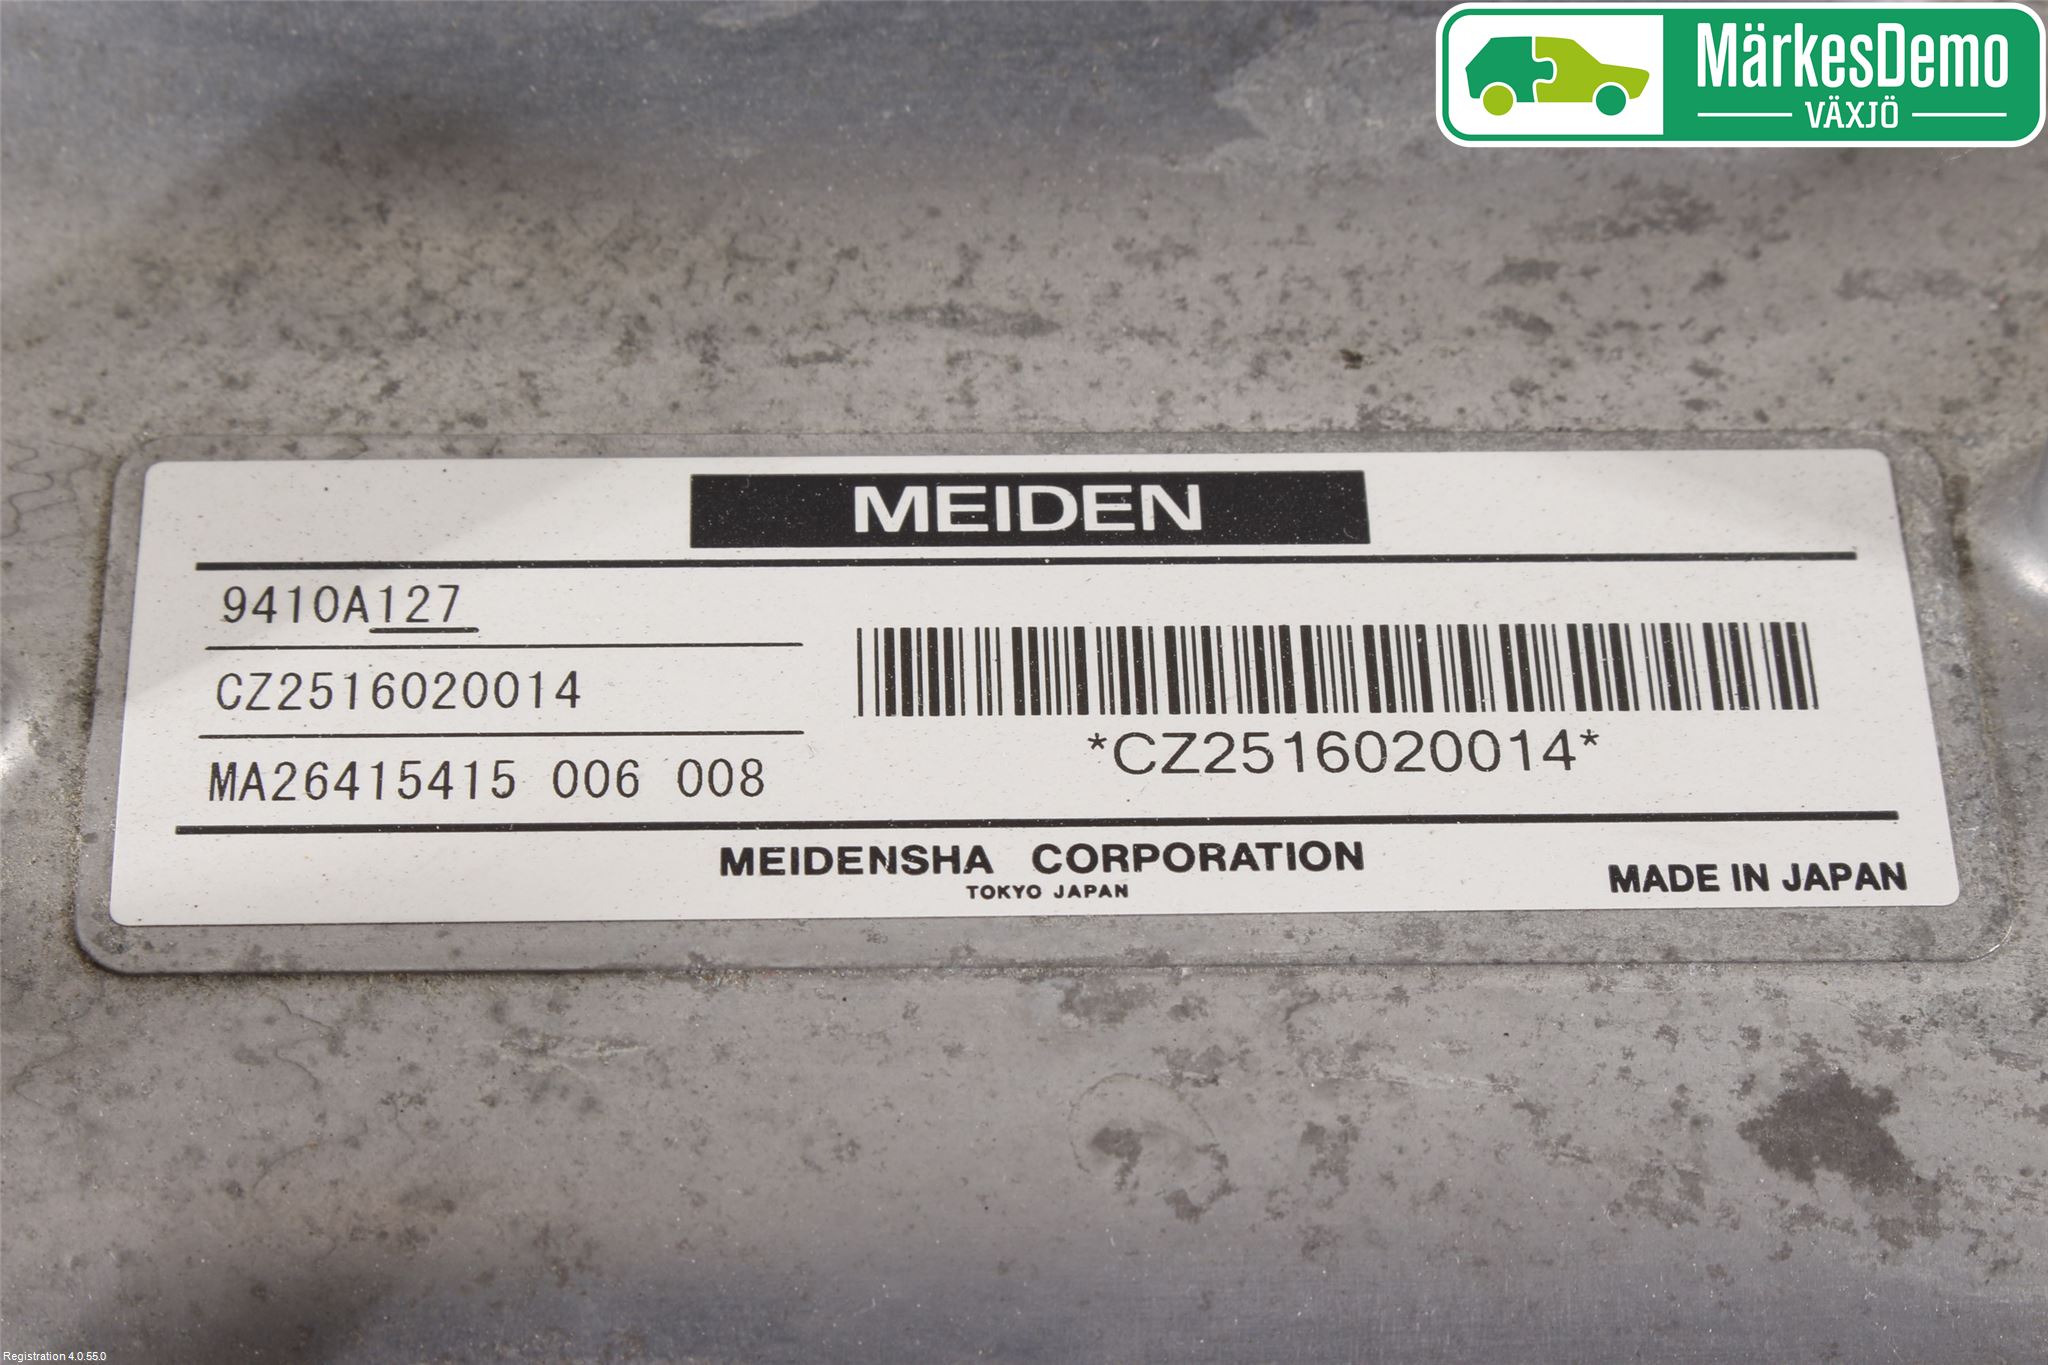 MärkesDemo
VÄXJÖ
MEIDEN
9410A127
CZ2516020014
MA26415415 006 008
*CZ2516020014*
MEIDENSHA CORPORATION
TOKYO JAPAN
MADE IN JAPAN
Registration 4.0.55.0